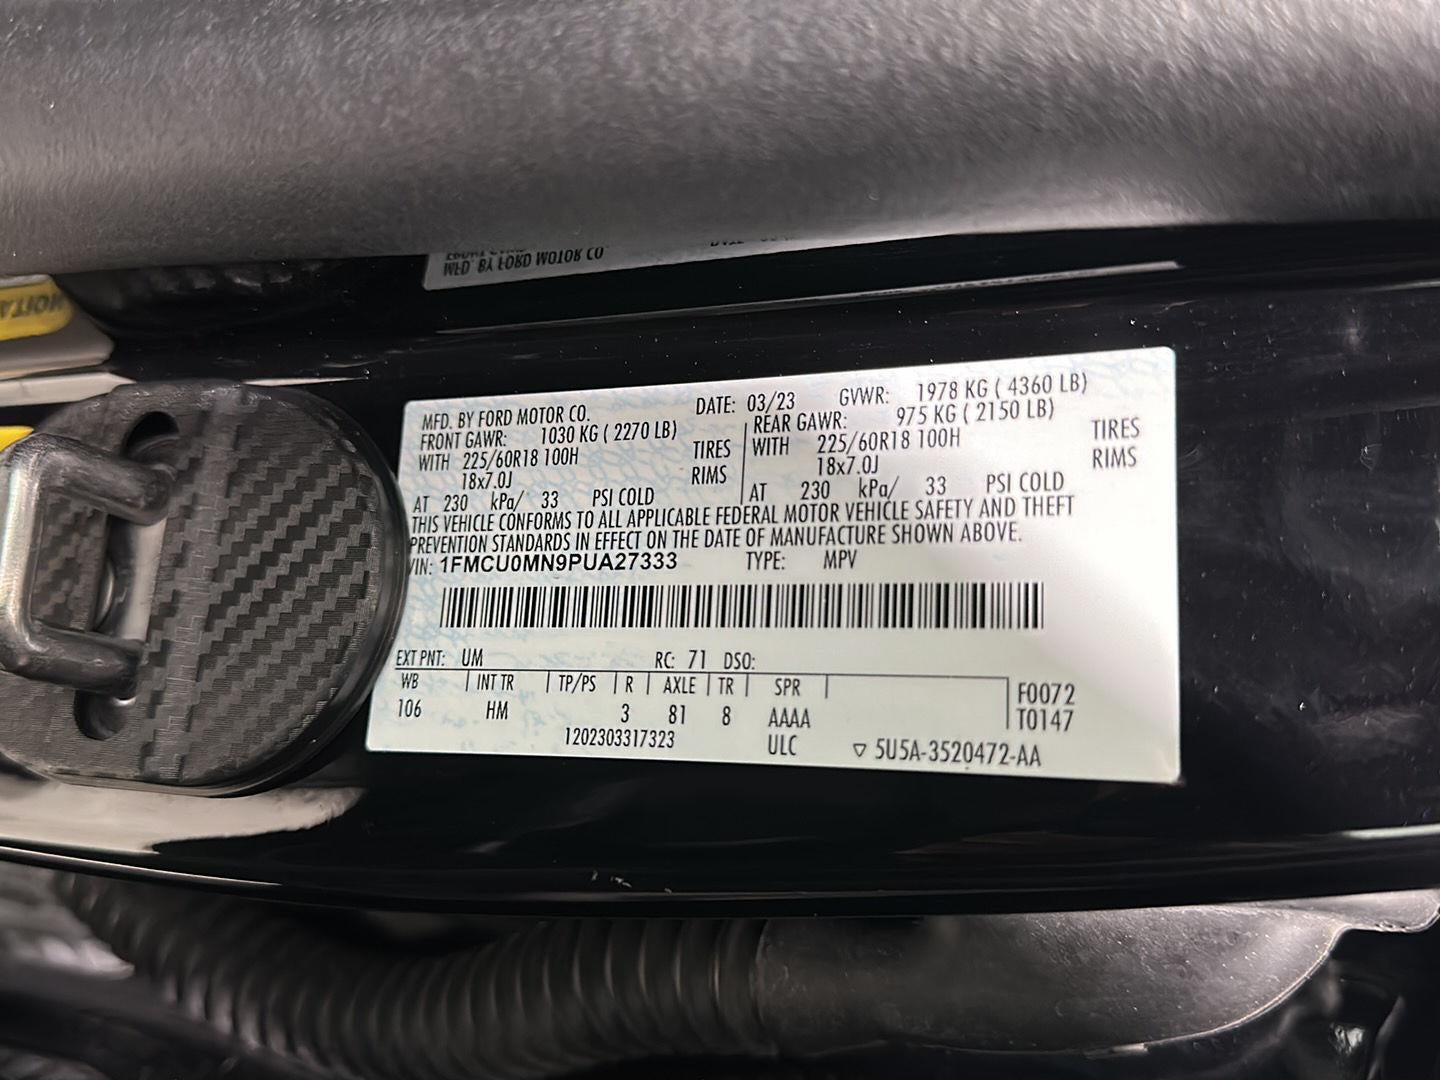 MFD. BY FORD MOTOR CO.
MFD. BY FORD MOTOR CO. DATE: 03/23 GVWR: 1978 KG ( 4360 LB)
FRONT GAWR: 1030 KG ( 2270 LB) REAR GAWR: 975 KG ( 2150 LB)
WITH 225/60R18 100H TIRES WITH 225/60R18 100H TIRES
18x7.0J RIMS 18x7.0J RIMS
AT 230 kPa/ 33 PSI COLD AT 230 kPa/ 33 PSI COLD
THIS VEHICLE CONFORMS TO ALL APPLICABLE FEDERAL MOTOR VEHICLE SAFETY AND THEFT
PREVENTION STANDARDS IN EFFECT ON THE DATE OF MANUFACTURE SHOWN ABOVE.
VIN: 1FMCU0MN9PUA27333 TYPE: MPV
EXT PNT: UM RC: 71 DSO:
WB INT TR TP/PS R AXLE TR SPR F0072
106 HM 3 81 8 AAAA T0147
1202303317323 ULC ▽ 5U5A-3520472-AA